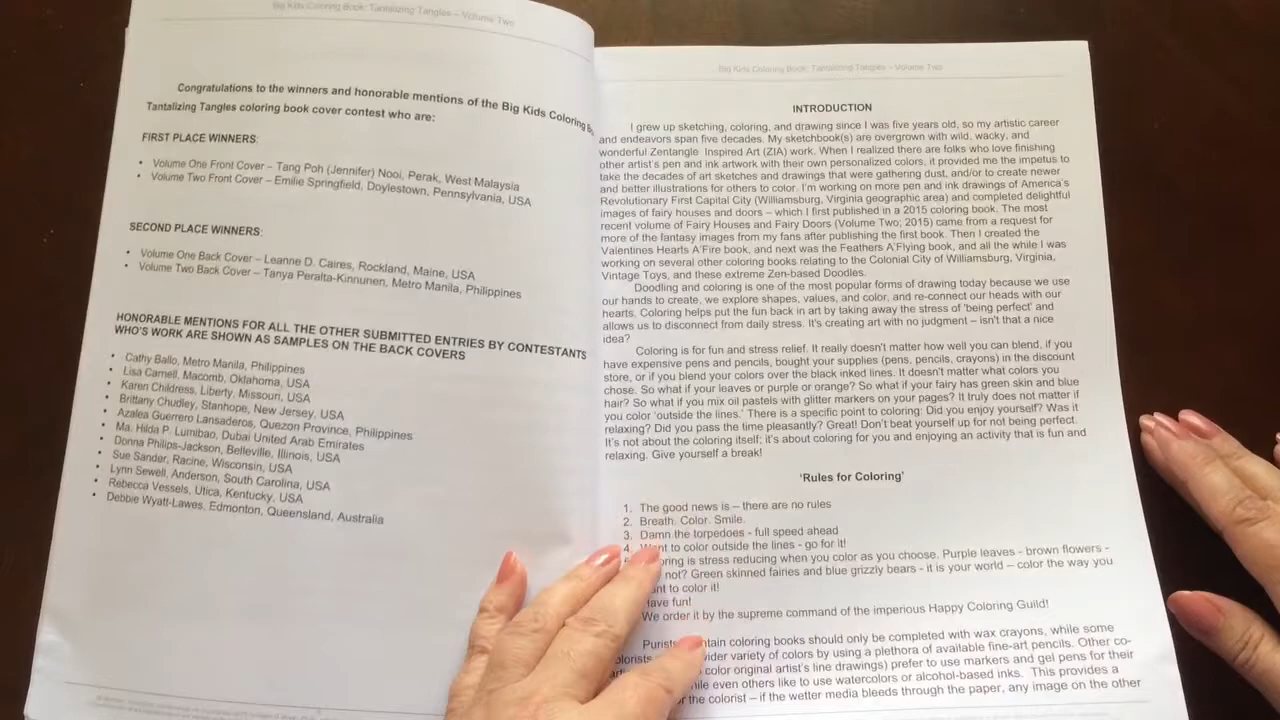 Big Kids Coloring Book: Tantalizing Tangles – Volume Two
Congratulations to the winners and honorable mentions of the Big Kids Coloring
Tantalizing Tangles coloring book cover contest who are:
FIRST PLACE WINNERS:
• Volume One Front Cover – Tang Poh (Jennifer) Nooi, Perak, West Malaysia
• Volume Two Front Cover – Emilie Springfield, Doylestown, Pennsylvania, USA
SECOND PLACE WINNERS:
• Volume One Back Cover – Leanne D. Caires, Rockland, Maine, USA
• Volume Two Back Cover – Tanya Peralta-Kinnunen, Metro Manila, Philippines
HONORABLE MENTIONS FOR ALL THE OTHER SUBMITTED ENTRIES BY CONTESTANTS
WHO'S WORK ARE SHOWN AS SAMPLES ON THE BACK COVERS
• Cathy Ballo, Metro Manila, Philippines
• Lisa Carnell, Macomb, Oklahoma, USA
• Karen Childress, Liberty, Missouri, USA
• Brittany Chudley, Stanhope, New Jersey, USA
• Azalea Guerrero Lansaderos, Quezon Province, Philippines
• Ma. Hilda P. Lumibao, Dubai United Arab Emirates
• Donna Philips-Jackson, Belleville, Illinois, USA
• Sue Sander, Racine, Wisconsin, USA
• Lynn Sewell, Anderson, South Carolina, USA
• Rebecca Vessels, Utica, Kentucky, USA
• Debbie Wyatt-Lawes, Edmonton, Queensland, Australia
Big Kids Coloring Book: Tantalizing Tangles – Volume Two
INTRODUCTION
I grew up sketching, coloring, and drawing since I was five years old, so my artistic career
and endeavors span five decades. My sketchbook(s) are overgrown with wild, wacky, and
wonderful Zentangle Inspired Art (ZIA) work. When I realized there are folks who love finishing
other artist's pen and ink artwork with their own personalized colors, it provided me the impetus to
take the decades of art sketches and drawings that were gathering dust, and/or to create newer
and better illustrations for others to color. I'm working on more pen and ink drawings of America's
Revolutionary First Capital City (Williamsburg, Virginia geographic area) and completed delightful
images of fairy houses and doors – which I first published in a 2015 coloring book. The most
recent volume of Fairy Houses and Fairy Doors (Volume Two; 2015) came from a request for
more of the fantasy images from my fans after publishing the first book. Then I created the
Valentines Hearts A'Fire book, and next was the Feathers A'Flying book, and all the while I was
working on several other coloring books relating to the Colonial City of Williamsburg, Virginia,
Vintage Toys, and these extreme Zen-based Doodles.
Doodling and coloring is one of the most popular forms of drawing today because we use
our hands to create, we explore shapes, values, and color, and re-connect our heads with our
hearts. Coloring helps put the fun back in art by taking away the stress of 'being perfect' and
allows us to disconnect from daily stress. It's creating art with no judgment – isn't that a nice
idea?
Coloring is for fun and stress relief. It really doesn't matter how well you can blend, if you
have expensive pens and pencils, bought your supplies (pens, pencils, crayons) in the discount
store, or if you blend your colors over the black inked lines. It doesn't matter what colors you
chose. So what if your leaves or purple or orange? So what if your fairy has green skin and blue
hair? So what if you mix oil pastels with glitter markers on your pages? It truly does not matter if
you color 'outside the lines.' There is a specific point to coloring: Did you enjoy yourself? Was it
relaxing? Did you pass the time pleasantly? Great! Don't beat yourself up for not being perfect.
It's not about the coloring itself; it's about coloring for you and enjoying an activity that is fun and
relaxing. Give yourself a break!
'Rules for Coloring'
1. The good news is – there are no rules
2. Breath. Color. Smile.
3. Damn the torpedoes - full speed ahead
4. to color outside the lines - go for it!
is stress reducing when you color as you choose. Purple leaves - brown flowers -
not? Green skinned fairies and blue grizzly bears - it is your world – color the way you
to color it!
Have fun!
We order it by the supreme command of the imperious Happy Coloring Guild!
Purists coloring books should only be completed with wax crayons, while some
wider variety of colors by using a plethora of available fine-art pencils. Other co-
color original artist's line drawings) prefer to use markers and gel pens for their
while even others like to use watercolors or alcohol-based inks. This provides a
the colorist – if the wetter media bleeds through the paper, any image on the other